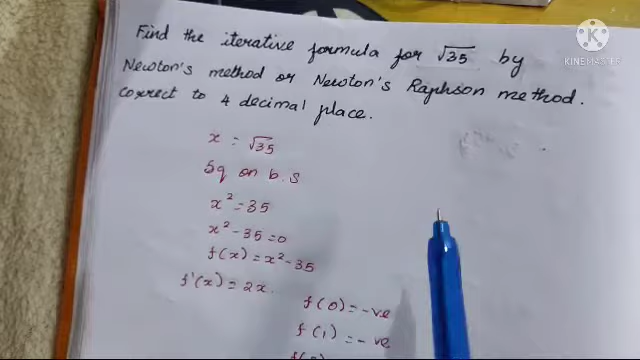 Find the iterative formula for √35 by
Newton's method or Newton's Raphson method.
correct to 4 decimal place.
x = √35
Sq on b.s
x² = 35
x² - 35 = 0
f(x) = x² - 35
f'(x) = 2x.
f(0) = -ve
f(1) = -ve
KINEMASTER